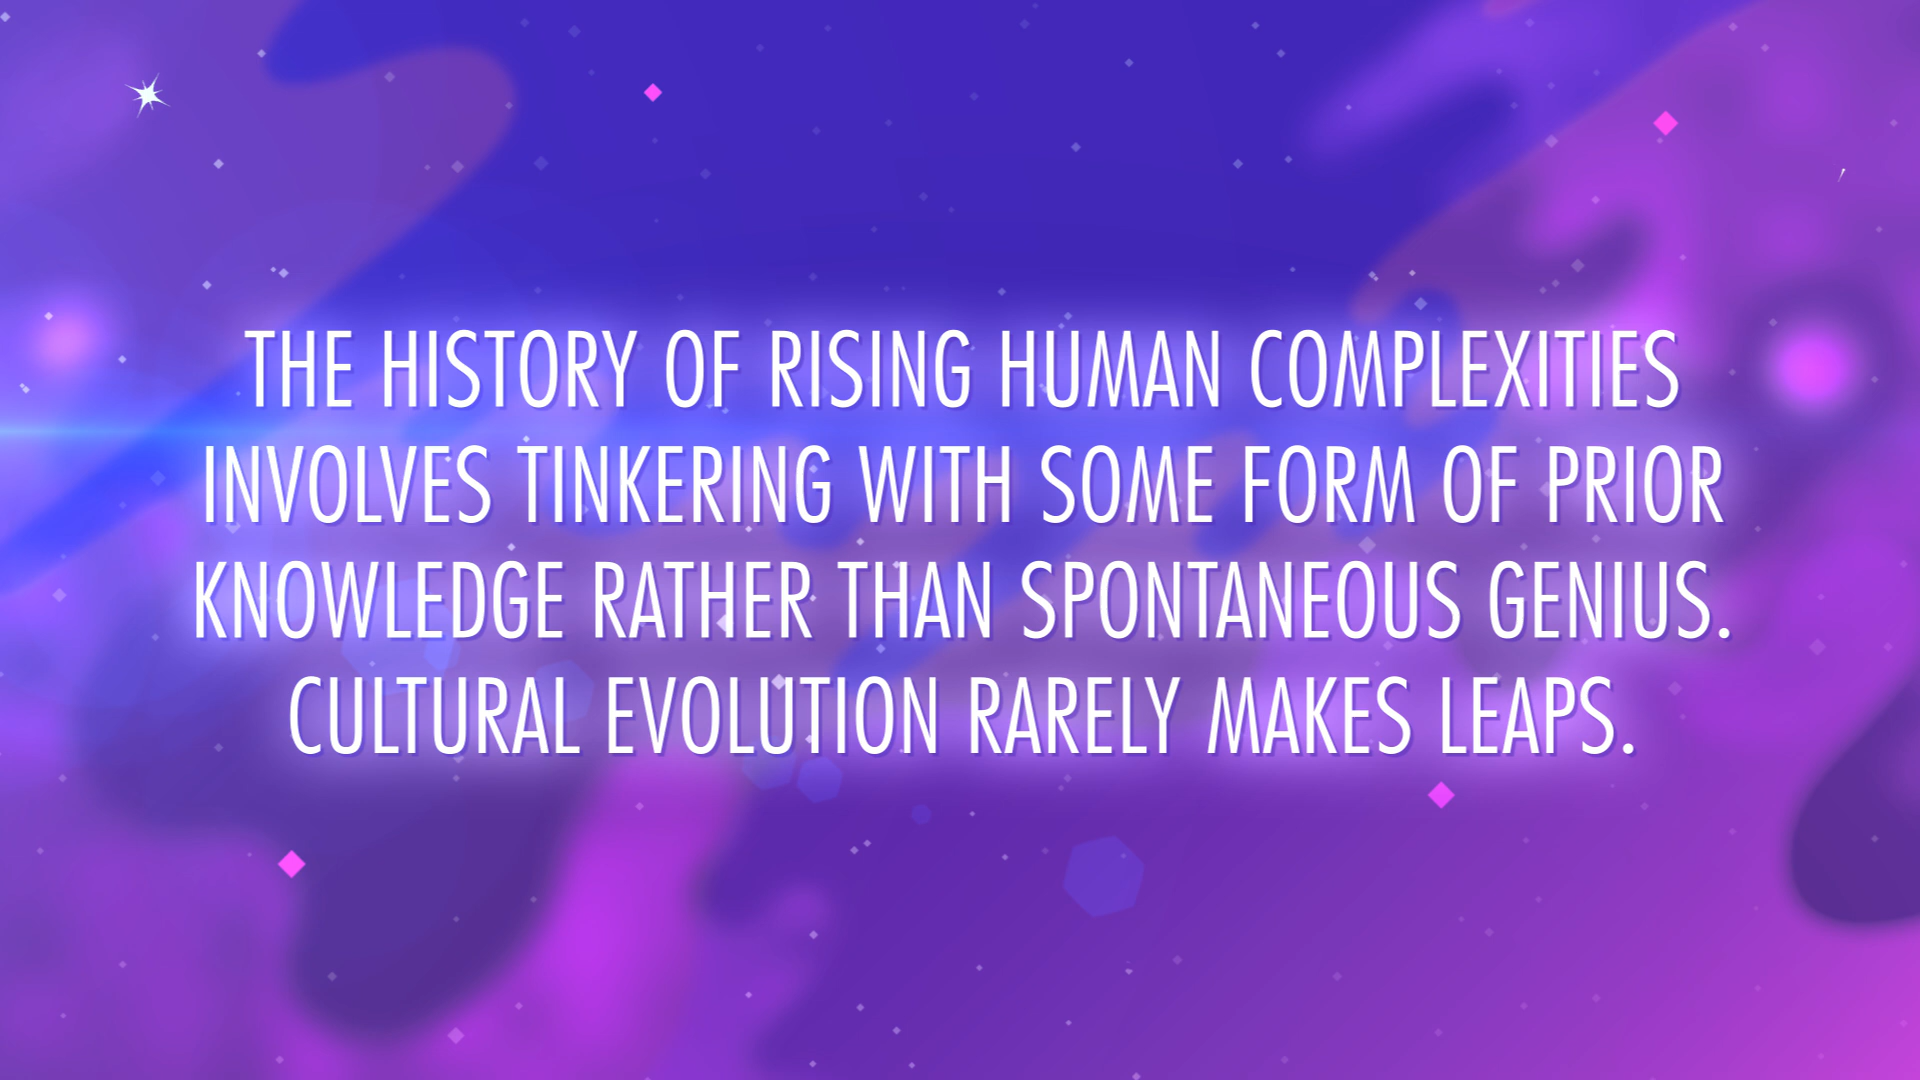 THE HISTORY OF RISING HUMAN COMPLEXITIES
INVOLVES TINKERING WITH SOME FORM OF PRIOR
KNOWLEDGE RATHER THAN SPONTANEOUS GENIUS.
CULTURAL EVOLUTION RARELY MAKES LEAPS.